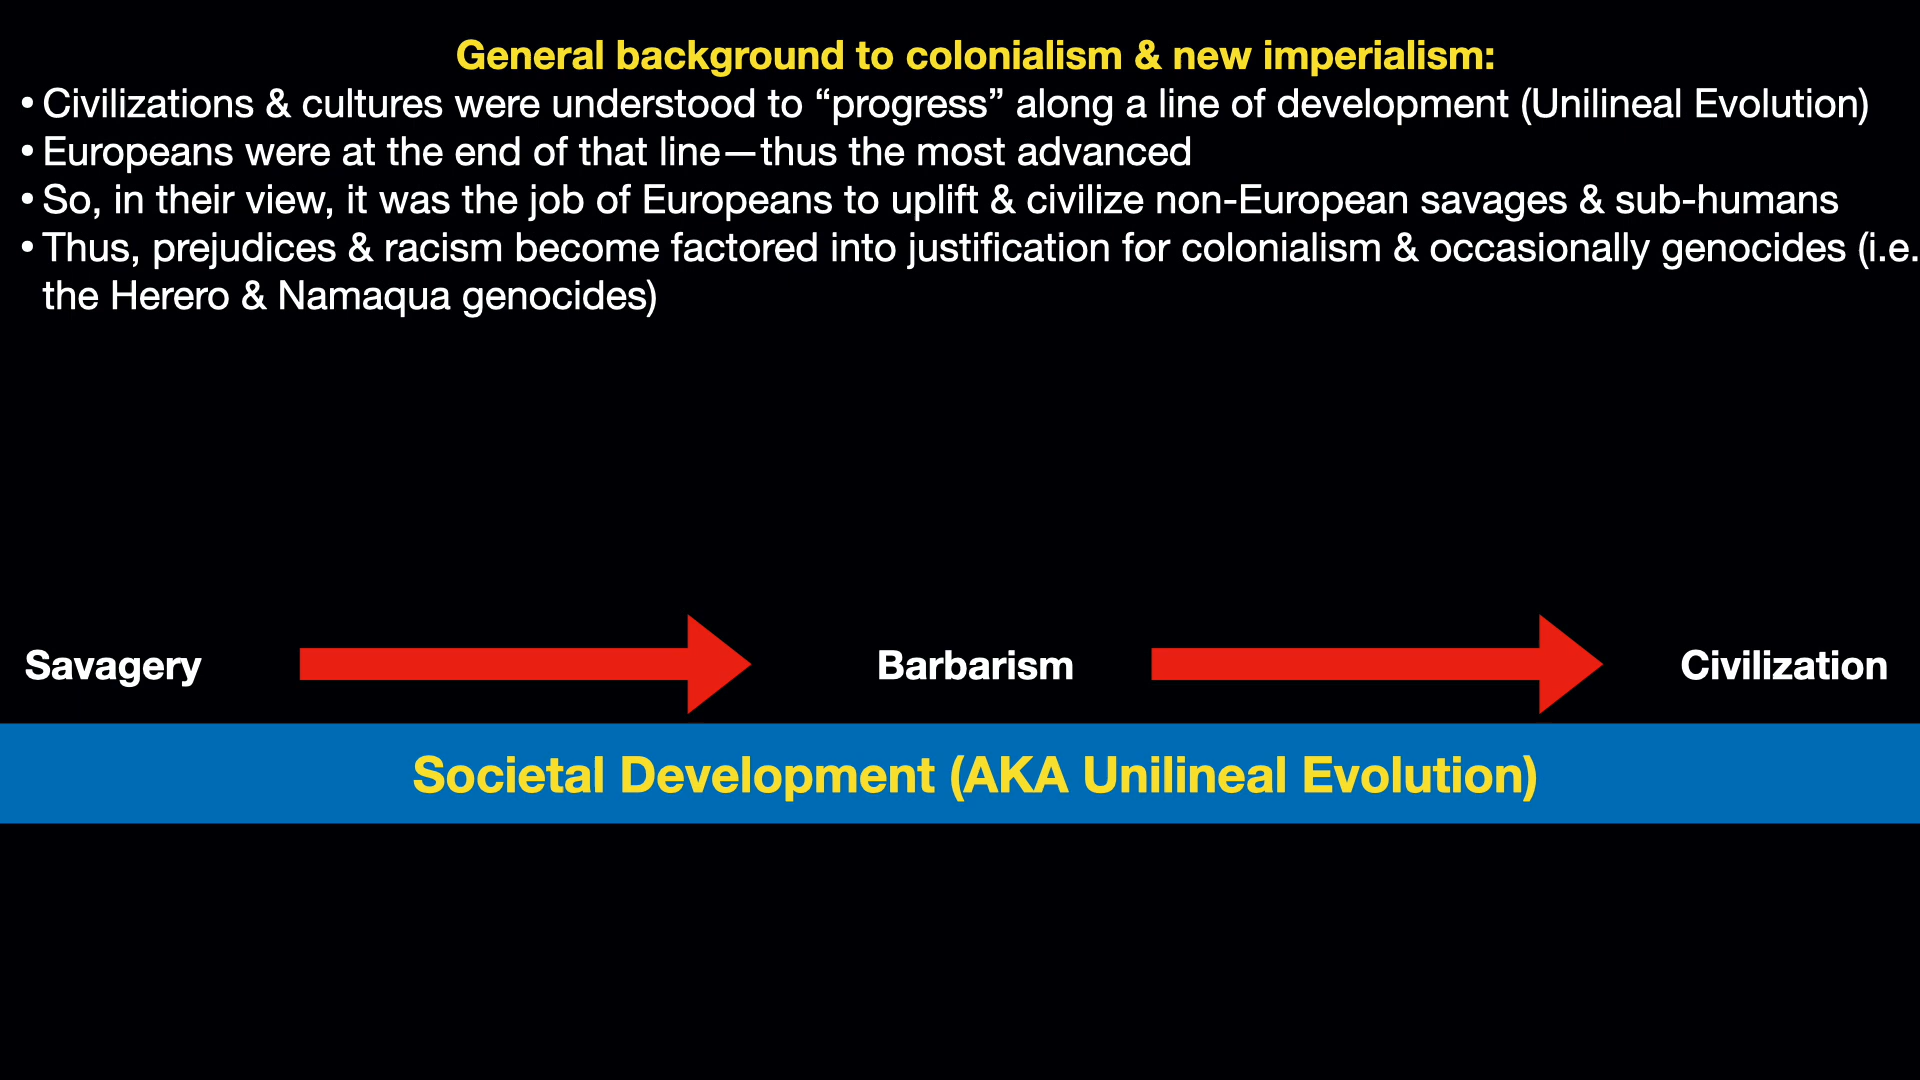 General background to colonialism & new imperialism:
• Civilizations & cultures were understood to “progress” along a line of development (Unilineal Evolution)
• Europeans were at the end of that line—thus the most advanced
• So, in their view, it was the job of Europeans to uplift & civilize non-European savages & sub-humans
• Thus, prejudices & racism become factored into justification for colonialism & occasionally genocides (i.e.
the Herero & Namaqua genocides)
Savagery Barbarism Civilization
Societal Development (AKA Unilineal Evolution)